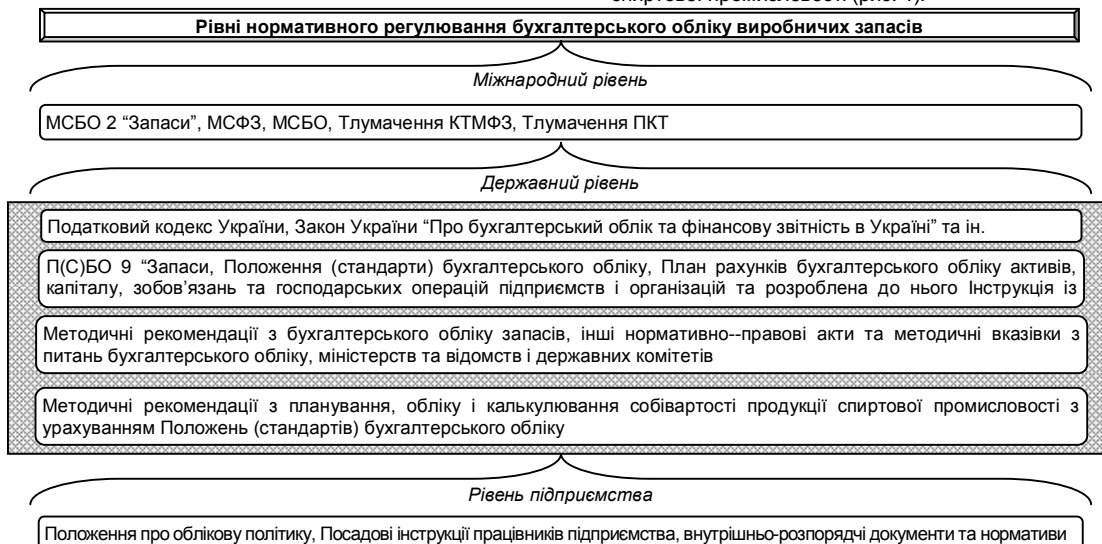 спиртової промисловості (рис. 1).
Рівні нормативного регулювання бухгалтерського обліку виробничих запасів
Міжнародний рівень
МСБО 2 “Запаси”, МСФЗ, МСБО, Тлумачення КТМФЗ, Тлумачення ПКТ
Державний рівень
Податковий кодекс України, Закон України “Про бухгалтерський облік та фінансову звітність в Україні” та ін.
П(С)БО 9 “Запаси, Положення (стандарти) бухгалтерського обліку, План рахунків бухгалтерського обліку активів,
капіталу, зобов’язань та господарських операцій підприємств і організацій та розроблена до нього Інструкція із
Методичні рекомендації з бухгалтерського обліку запасів, інші нормативно--правові акти та методичні вказівки з
питань бухгалтерського обліку, міністерств та відомств і державних комітетів
Методичні рекомендації з планування, обліку і калькулювання собівартості продукції спиртової промисловості з
урахуванням Положень (стандартів) бухгалтерського обліку
Рівень підприємства
Положення про облікову політику, Посадові інструкції працівників підприємства, внутрішньо-розпорядчі документи та нормативи